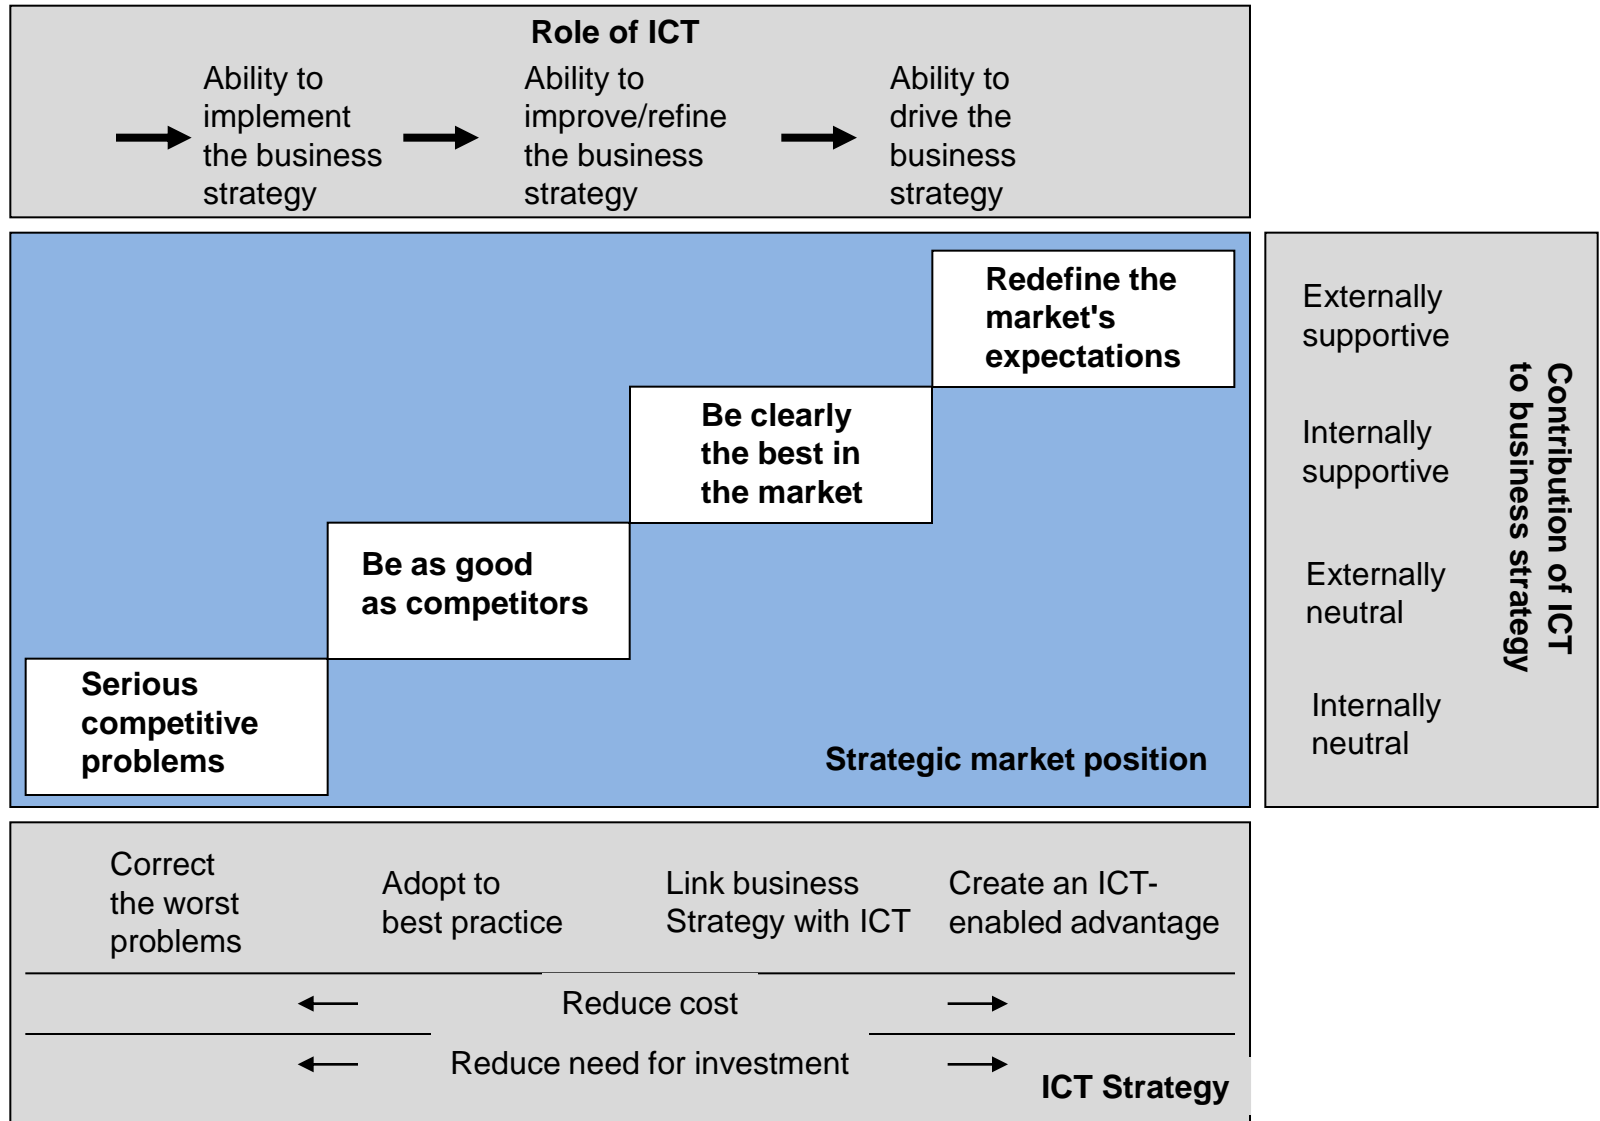 Role of ICT
Ability to
implement
the business
strategy
Ability to
improve/refine
the business
strategy
Ability to
drive the
business
strategy
Redefine the
market's
expectations
Be clearly
the best in
the market
Be as good
as competitors
Serious
competitive
problems
Strategic market position
Externally
supportive
Internally
supportive
Externally
neutral
Internally
neutral
Contribution of ICT
to business strategy
Correct
the worst
problems
Adopt to
best practice
Link business
Strategy with ICT
Create an ICT-
enabled advantage
Reduce cost
Reduce need for investment
ICT Strategy